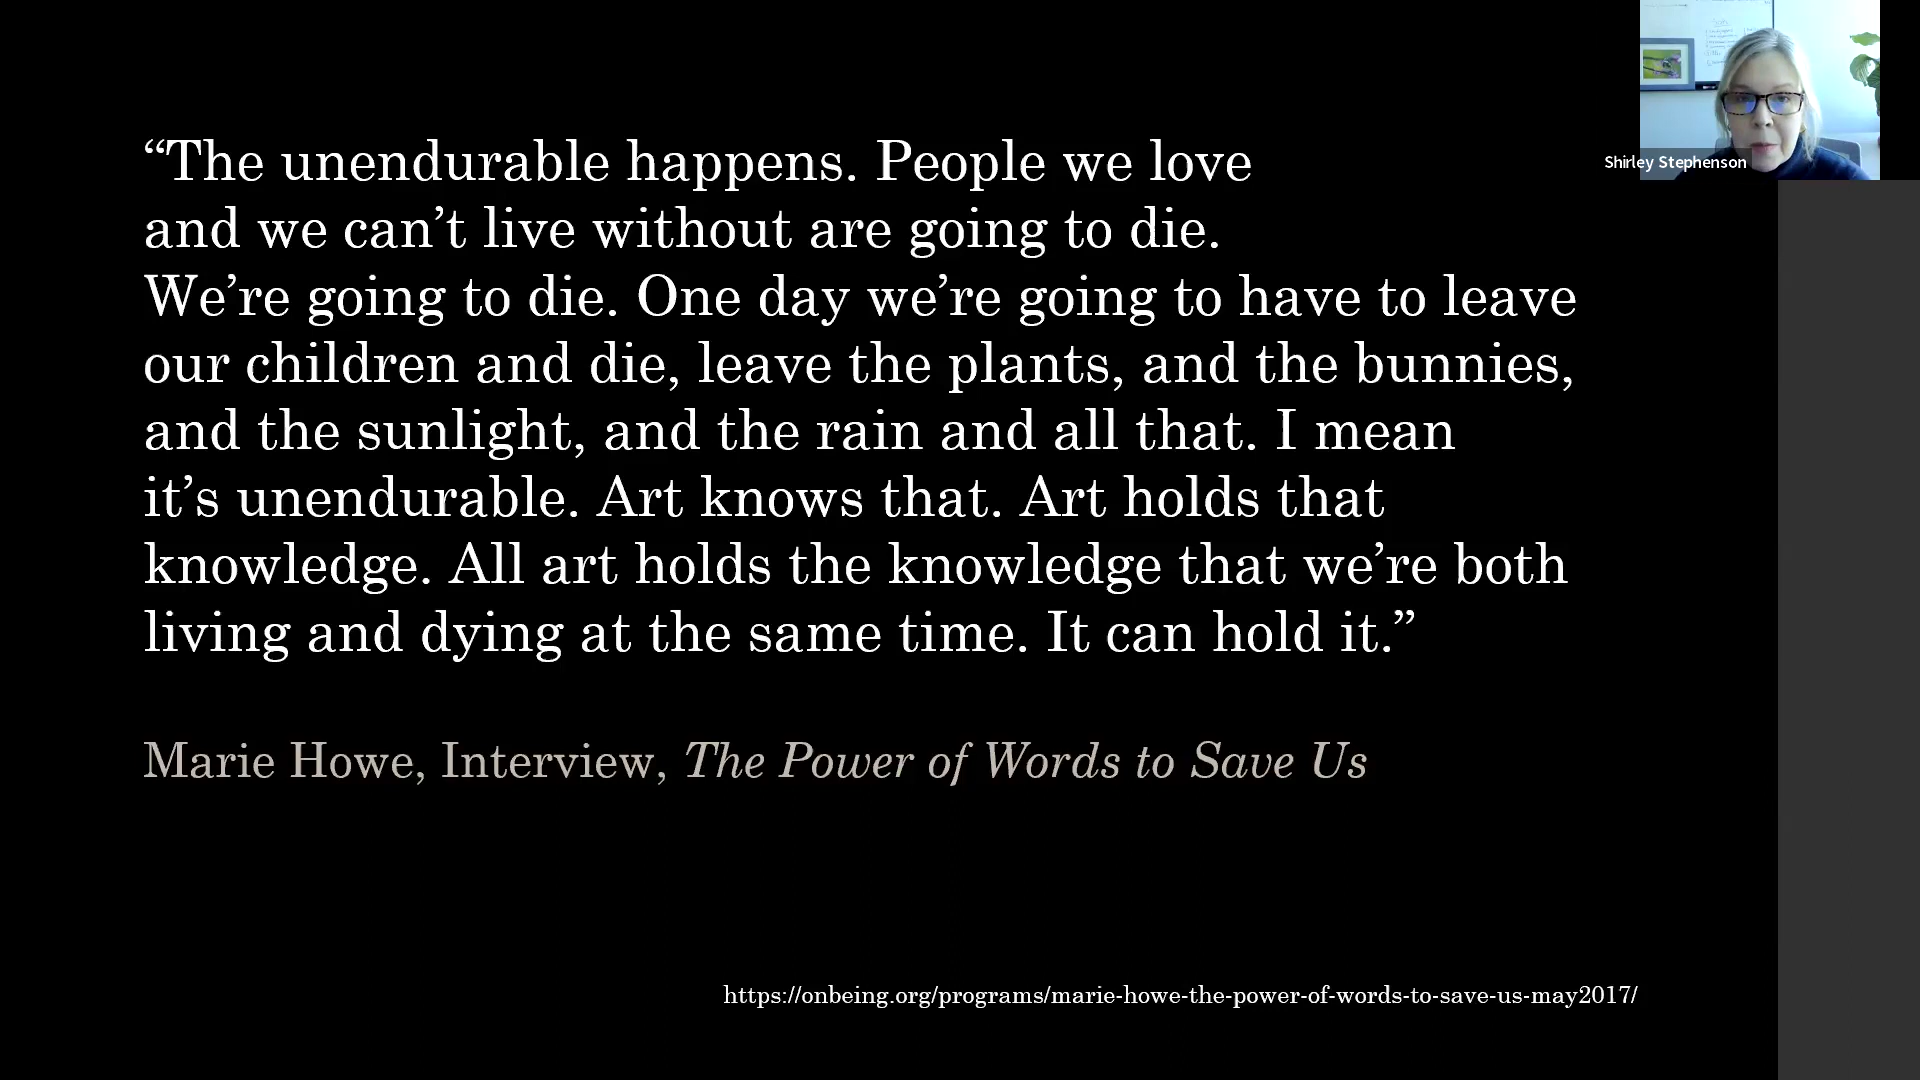 Shirley Stephenson
“The unendurable happens. People we love
and we can’t live without are going to die.
We’re going to die. One day we’re going to have to leave
our children and die, leave the plants, and the bunnies,
and the sunlight, and the rain and all that. I mean
it’s unendurable. Art knows that. Art holds that
knowledge. All art holds the knowledge that we’re both
living and dying at the same time. It can hold it.”
Marie Howe, Interview, The Power of Words to Save Us
https://onbeing.org/programs/marie-howe-the-power-of-words-to-save-us-may2017/